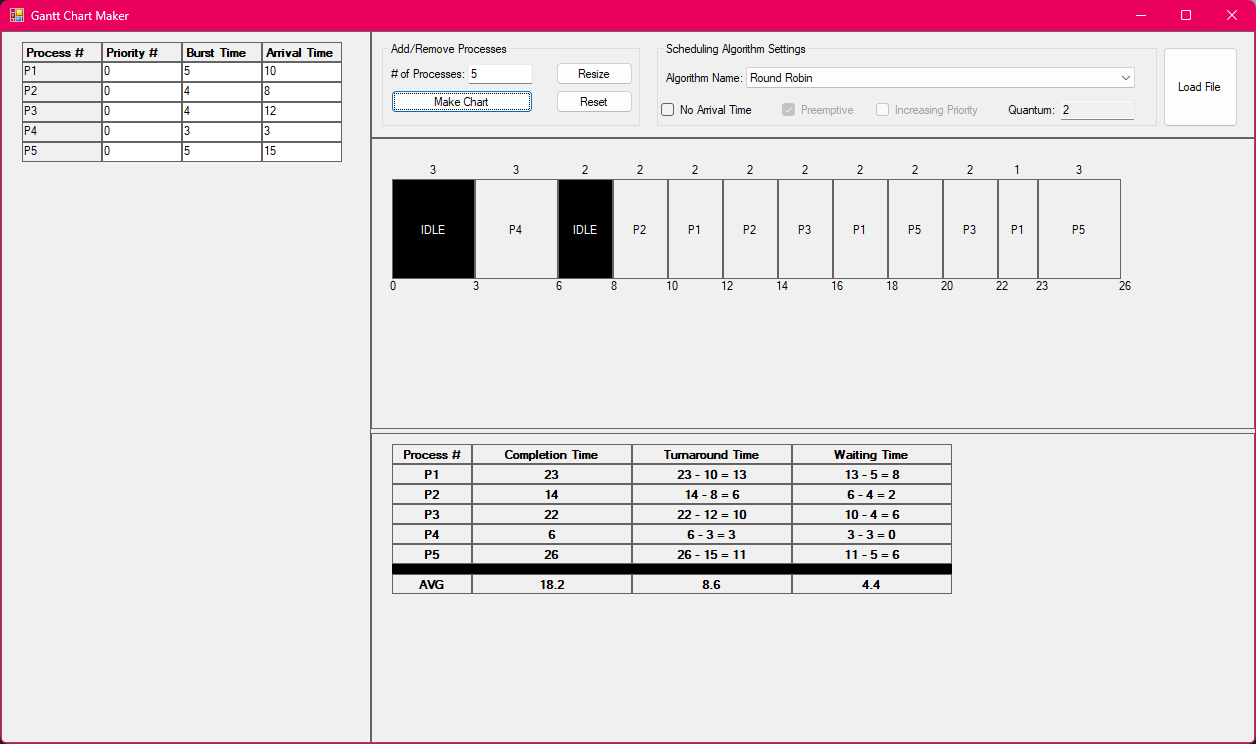 Gantt Chart Maker
Process # Priority # Burst Time Arrival Time
P1 0 5 10
P2 0 4 8
P3 0 4 12
P4 0 3 3
P5 0 5 15
Add/Remove Processes
# of Processes: 5 Resize
Make Chart Reset
Scheduling Algorithm Settings
Algorithm Name: Round Robin
No Arrival Time Preemptive Increasing Priority Quantum: 2
Load File
3 3 2 2 2 2 2 2 2 2 1 3
IDLE P4 IDLE P2 P1 P2 P3 P1 P5 P3 P1 P5
0 3 6 8 10 12 14 16 18 20 22 23 26
Process # Completion Time Turnaround Time Waiting Time
P1 23 23 - 10 = 13 13 - 5 = 8
P2 14 14 - 8 = 6 6 - 4 = 2
P3 22 22 - 12 = 10 10 - 4 = 6
P4 6 6 - 3 = 3 3 - 3 = 0
P5 26 26 - 15 = 11 11 - 5 = 6
AVG 18.2 8.6 4.4